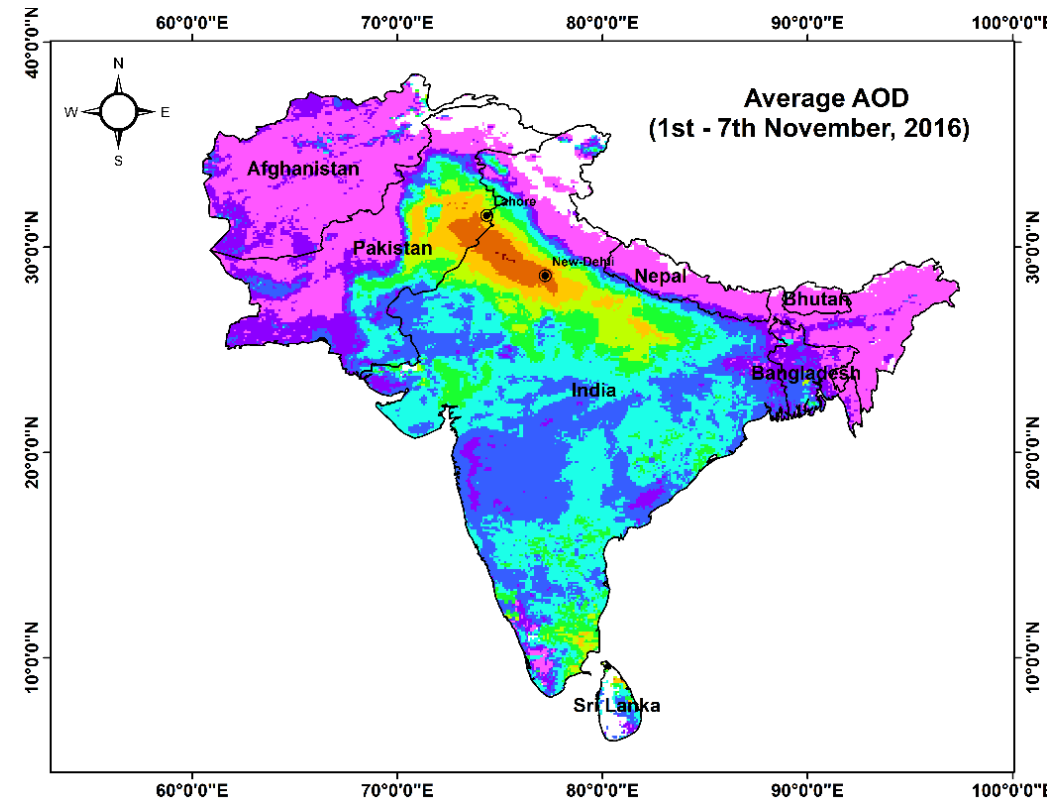 60°0'0"E 70°0'0"E 80°0'0"E 90°0'0"E 100°0'0"E
40°0'0"N
N
W E
S
Average AOD
(1st - 7th November, 2016)
Afghanistan
Lahore
30°0'0"N
30°0'0"N
Pakistan
New-Delhi
Nepal
Bhutan
Bangladesh
India
20°0'0"N
20°0'0"N
10°0'0"N
10°0'0"N
Sri Lanka
60°0'0"E 70°0'0"E 80°0'0"E 90°0'0"E 100°0'0"E